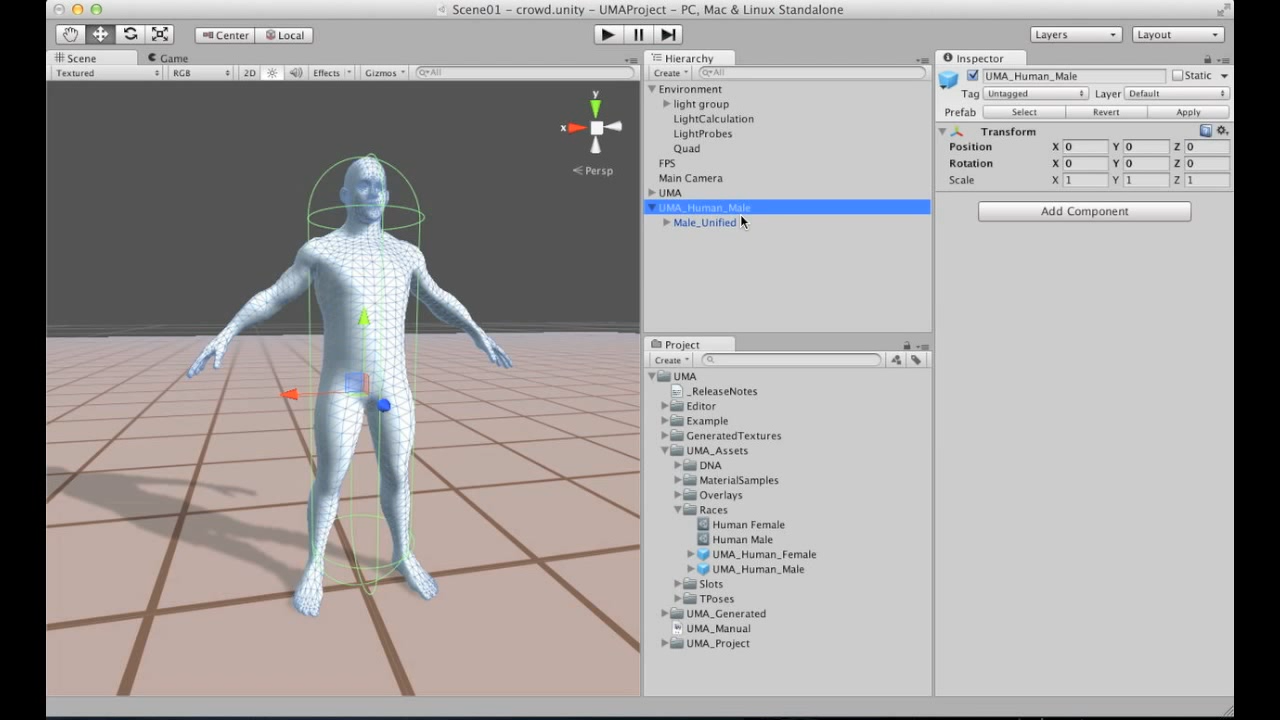 Scene01 – crowd.unity – UMAProject – PC, Mac & Linux Standalone
Center Local Layers Layout
Scene Game
Textured RGB 2D Effects Gizmos All
y
x
Persp
Hierarchy
Create All
Environment
light group
LightCalculation
LightProbes
Quad
FPS
Main Camera
UMA
UMA_Human_Male
Male_Unified
Project
Create
UMA
_ReleaseNotes
Editor
Example
GeneratedTextures
UMA_Assets
DNA
MaterialSamples
Overlays
Races
Human Female
Human Male
UMA_Human_Female
UMA_Human_Male
Slots
TPoses
UMA_Generated
UMA_Manual
UMA_Project
Inspector
UMA_Human_Male Static
Tag Untagged Layer Default
Prefab Select Revert Apply
Transform
Position X 0 Y 0 Z 0
Rotation X 0 Y 0 Z 0
Scale X 1 Y 1 Z 1
Add Component